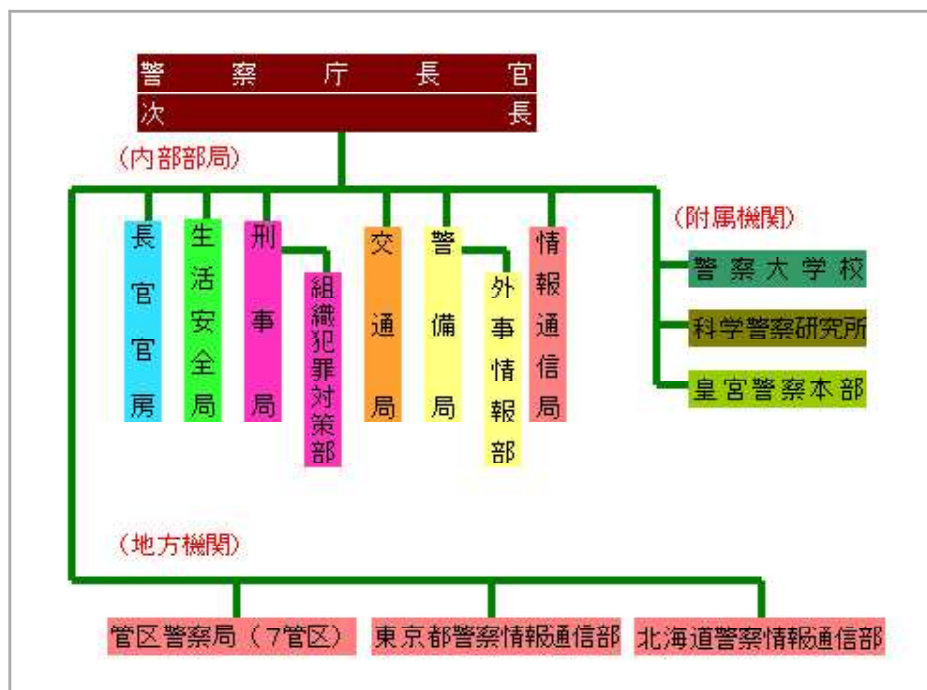 警察庁長官
次長
(内部部局)
長官官房
生活安全局
刑事局
組織犯罪対策部
交通局
警備局
外事情報部
情報通信局
(附属機関)
警察大学校
科学警察研究所
皇宮警察本部
(地方機関)
管区警察局(7管区)
東京都警察情報通信部
北海道警察情報通信部